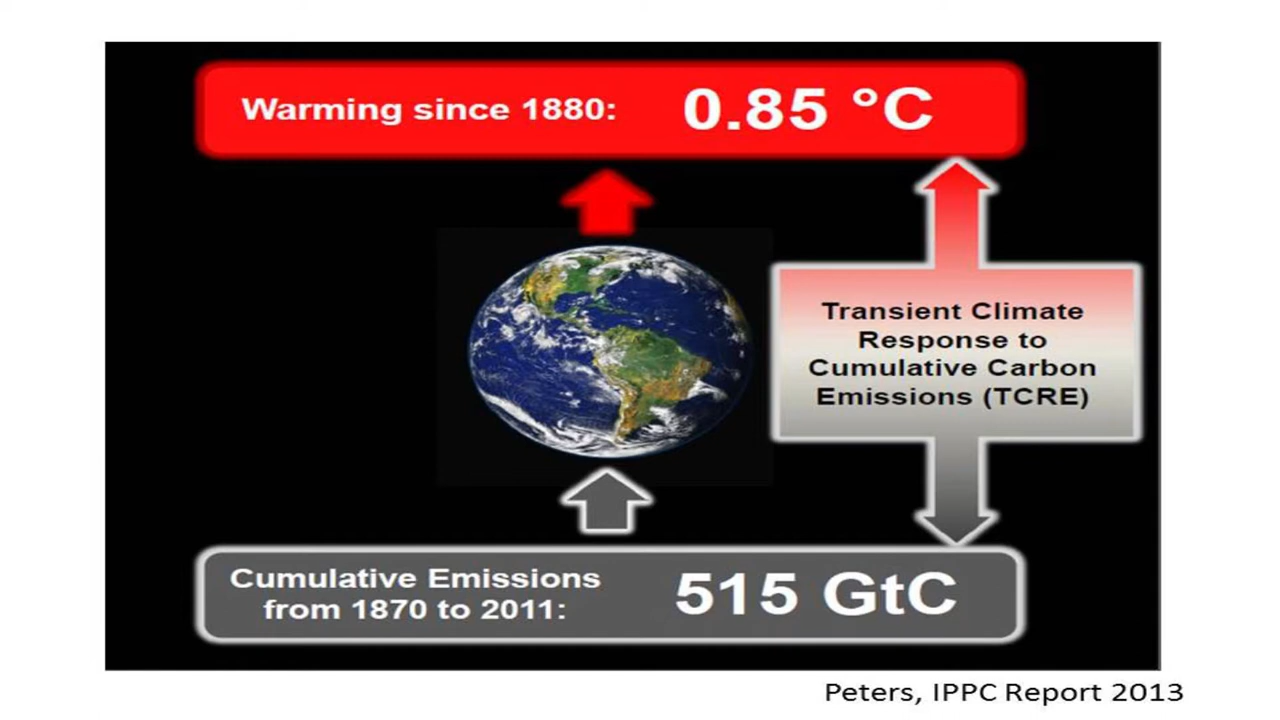 Warming since 1880: 0.85 °C
Transient Climate
Response to
Cumulative Carbon
Emissions (TCRE)
Cumulative Emissions
from 1870 to 2011: 515 GtC
Peters, IPPC Report 2013